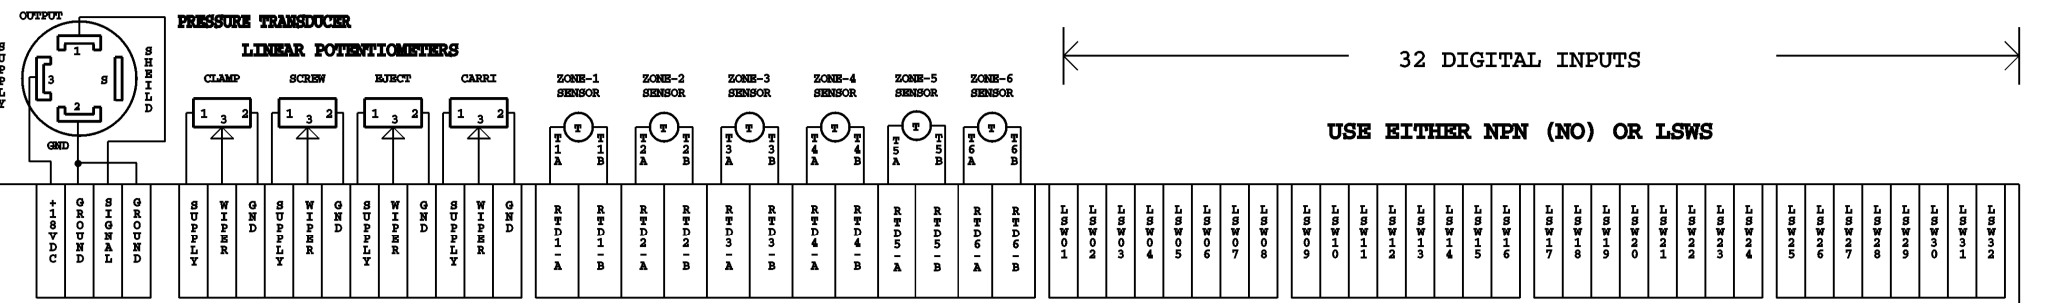 OUTPUT
PRESSURE TRANSDUCER
LINEAR POTENTIOMETERS
SUPPLY
1
3
S
2
SHEILD
GND
CLAMP SCREW EJECT CARRI
1 3 2 1 3 2 1 3 2 1 3 2
ZONE-1 ZONE-2 ZONE-3 ZONE-4 ZONE-5 ZONE-6
SENSOR SENSOR SENSOR SENSOR SENSOR SENSOR
T T T T T T
T1A T1B T2A T2B T3A T3B T4A T4B T5A T5B T6A T6B
32 DIGITAL INPUTS
USE EITHER NPN (NO) OR LSWS
+18VDC GROUND SIGNAL GROUND
SUPPLY WIPER GND SUPPLY WIPER GND SUPPLY WIPER GND SUPPLY WIPER GND
RTD1-A RTD1-B RTD2-A RTD2-B RTD3-A RTD3-B RTD4-A RTD4-B RTD5-A RTD5-B RTD6-A RTD6-B
LSW01 LSW02 LSW03 LSW04 LSW05 LSW06 LSW07 LSW08
LSW09 LSW10 LSW11 LSW12 LSW13 LSW14 LSW15 LSW16
LSW17 LSW18 LSW19 LSW20 LSW21 LSW22 LSW23 LSW24
LSW25 LSW26 LSW27 LSW28 LSW29 LSW30 LSW31 LSW32